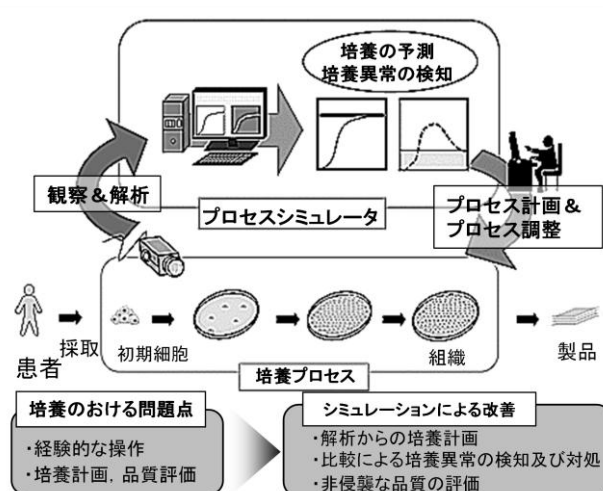 培養の予測
培養異常の検知
観察&解析
プロセスシミュレータ
プロセス計画&
プロセス調整
患者
採取
初期細胞
組織
製品
培養プロセス
培養のおける問題点
・経験的な操作
・培養計画，品質評価
シミュレーションによる改善
・解析からの培養計画
・比較による培養異常の検知及び対処
・非侵襲な品質の評価